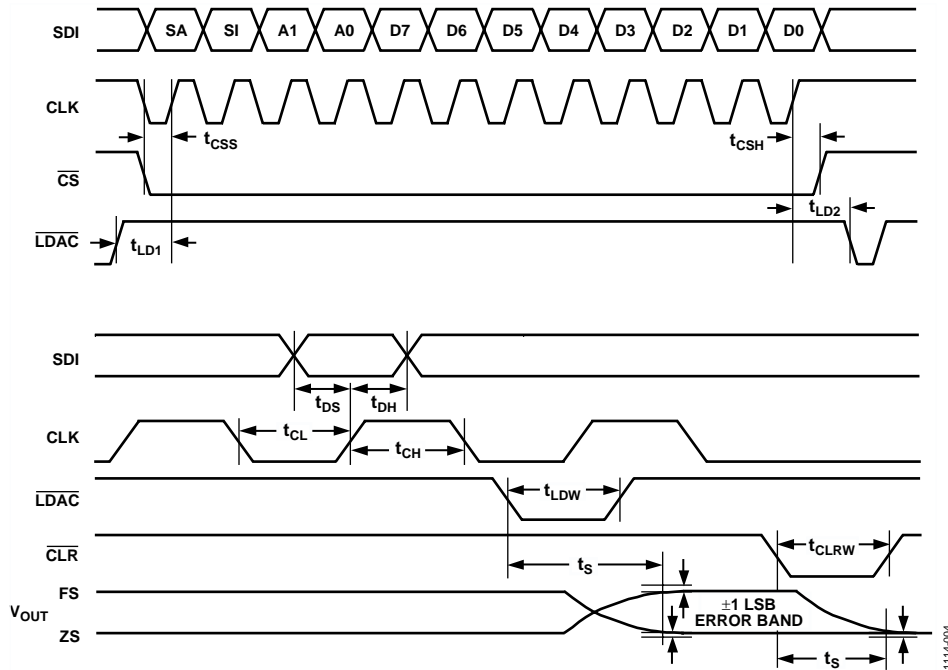 SDI SA SI A1 A0 D7 D6 D5 D4 D3 D2 D1 D0
CLK
tCSS tCSH
CS
tLD2
LDAC tLD1
SDI
tDS tDH
CLK tCL tCH
LDAC tLDW
CLR tCLRW
tS
FS
VOUT ±1 LSB
ERROR BAND
ZS
tS